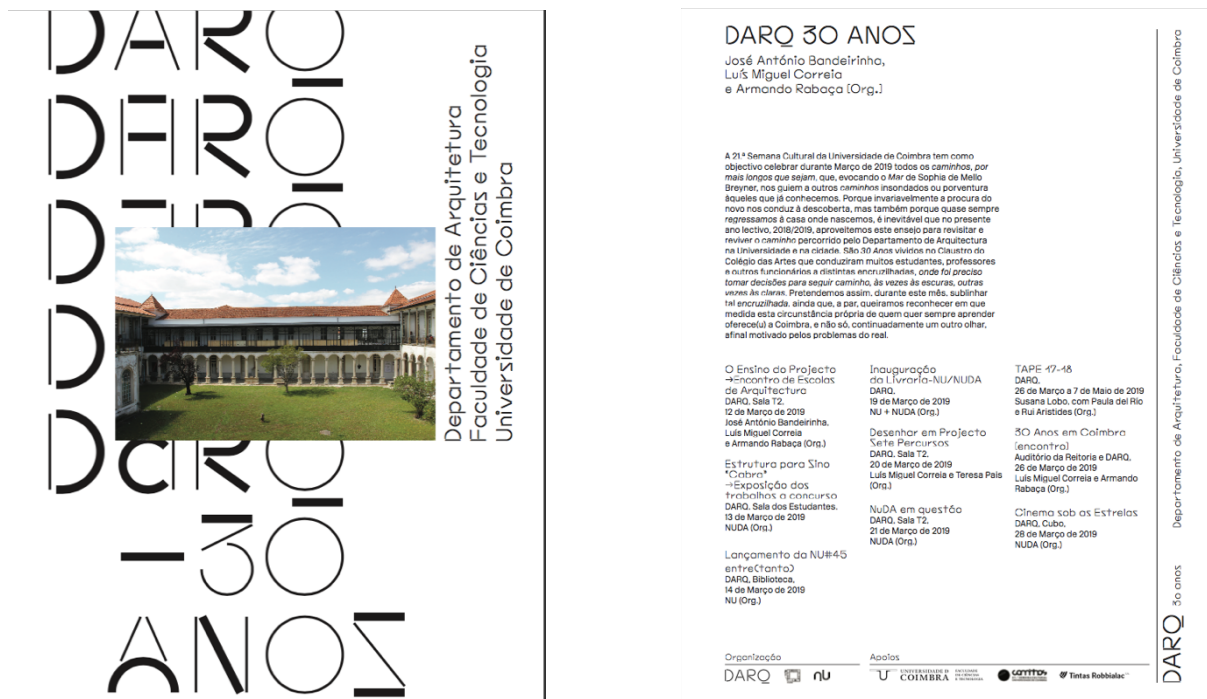 DARQ
DARQ
DARQ
D
D
DARQ
-30
ANOS
Departamento de Arquitetura
Faculdade de Ciências e Tecnologia
Universidade de Coimbra
DARQ 30 ANOS
José António Bandeirinha,
Luís Miguel Correia
e Armando Rabaça (Org.)
A 21.ª Semana Cultural da Universidade de Coimbra tem como
objectivo celebrar durante Março de 2019 todos os caminhos, por
mais longos que sejam, que, evocando o Mar de Sophia de Mello
Breyner, nos guiem a outros caminhos insondados ou porventura
àqueles que já conhecemos. Porque invariavelmente a procura do
novo nos conduz à descoberta, mas também porque quase sempre
regressamos à casa onde nascemos, é inevitável que no presente
ano lectivo, 2018/2019, aproveitemos este ensejo para revisitar e
reviver o caminho percorrido pelo Departamento de Arquitectura
na Universidade e na cidade. São 30 Anos vividos no Claustro do
Colégio das Artes que conduziram muitos estudantes, professores
e outros funcionários a distintas encruzilhadas, onde foi preciso
tomar decisões para seguir caminho, às vezes às escuras, outras
vezes às claras. Pretendemos assim, durante este mês, sublinhar
tal encruzilhada, ainda que, a par, queiramos reconhecer em que
medida esta circunstância própria de quem quer sempre aprender
oferece(u) a Coimbra, e não só, continuadamente um outro olhar,
afinal motivado pelos problemas do real.
O Ensino do Projecto
→Encontro de Escolas
de Arquitectura
DARQ, Sala T2,
12 de Março de 2019
José António Bandeirinha,
Luís Miguel Correia
e Armando Rabaça (Org.)
Estrutura para Sino
"Cabra"
→Exposição dos
trabalhos a concurso
DARQ, Sala dos Estudantes,
13 de Março de 2019
NUDA (Org.)
Lançamento da NU#45
entre(tanto)
DARQ, Biblioteca,
14 de Março de 2019
NU (Org.)
Inauguração
da Livraria-NU/NUDA
DARQ,
19 de Março de 2019
NU + NUDA (Org.)
Desenhar em Projecto
Sete Percursos
DARQ, Sala T2,
20 de Março de 2019
Luís Miguel Correia e Teresa Pais
(Org.)
NuDA em questão
DARQ, Sala T2,
21 de Março de 2019
NUDA (Org.)
TAPE 17-18
DARQ,
26 de Março a 7 de Maio de 2019
Susana Lobo, com Paula del Río
e Rui Aristides (Org.)
30 Anos em Coimbra
(encontro)
Auditório da Reitoria e DARQ,
26 de Março de 2019
Luís Miguel Correia e Armando
Rabaça (Org.)
Cinema sob as Estrelas
DARQ, Cubo,
28 de Março de 2019
NUDA (Org.)
Organização
DARQ
nu
Apoios
UNIVERSIDADE D
COIMBRA
FACULDADE
DE CIÊNCIAS
E TECNOLOGIA
caminhos
Tintas Robbialac
DARQ 30 anos
Departamento de Arquitetura, Faculdade de Ciências e Tecnologia, Universidade de Coimbra